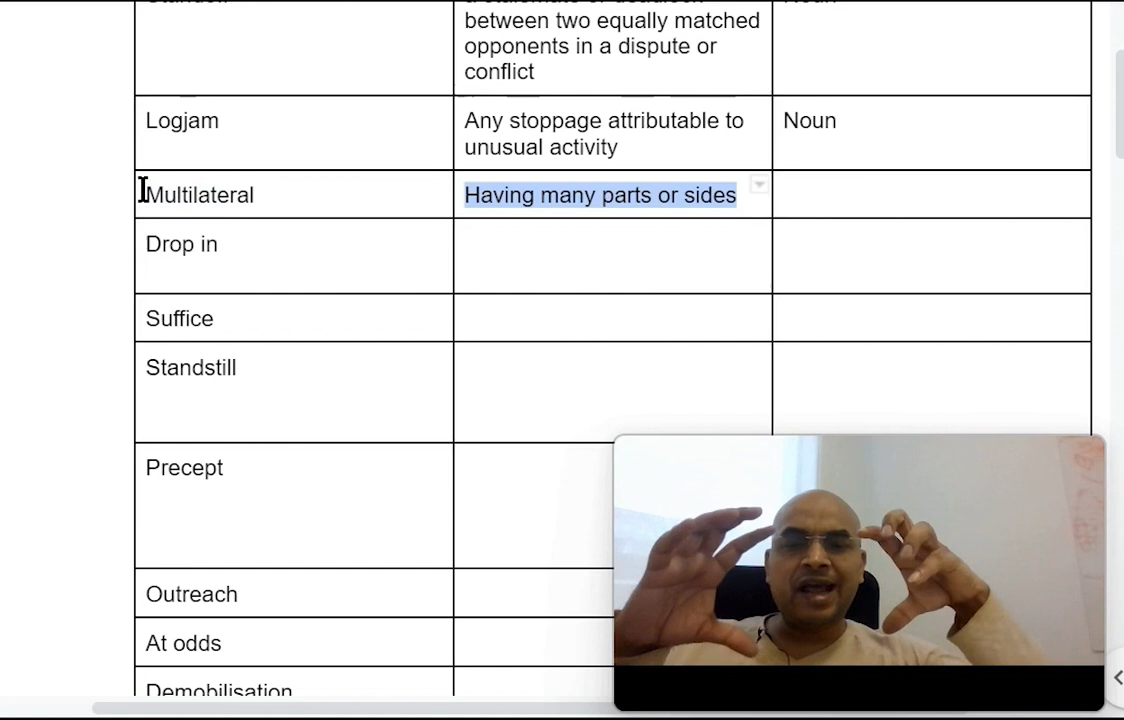 between two equally matched
opponents in a dispute or
conflict
Logjam
Any stoppage attributable to
unusual activity
Noun
Multilateral
Having many parts or sides
Drop in
Suffice
Standstill
Precept
Outreach
At odds
Demobilisation